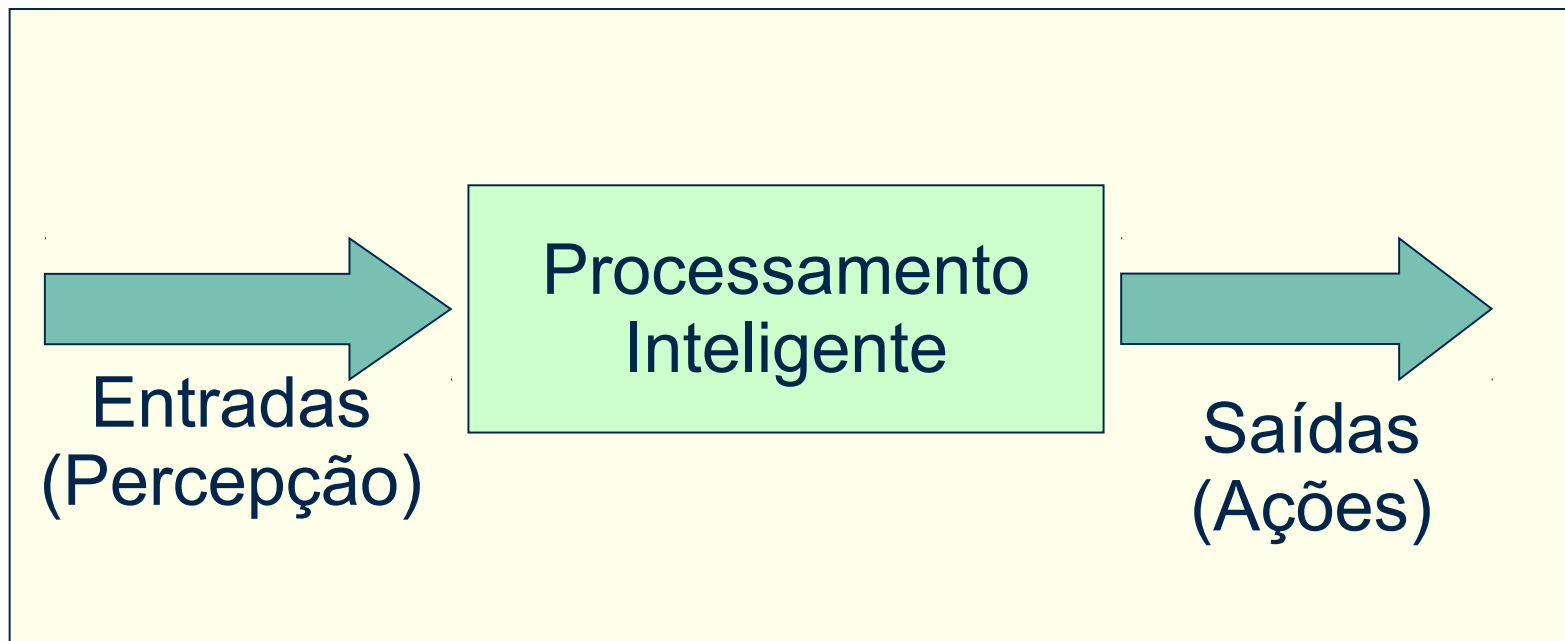 Processamento
Inteligente
Entradas
(Percepção)
Saídas
(Ações)